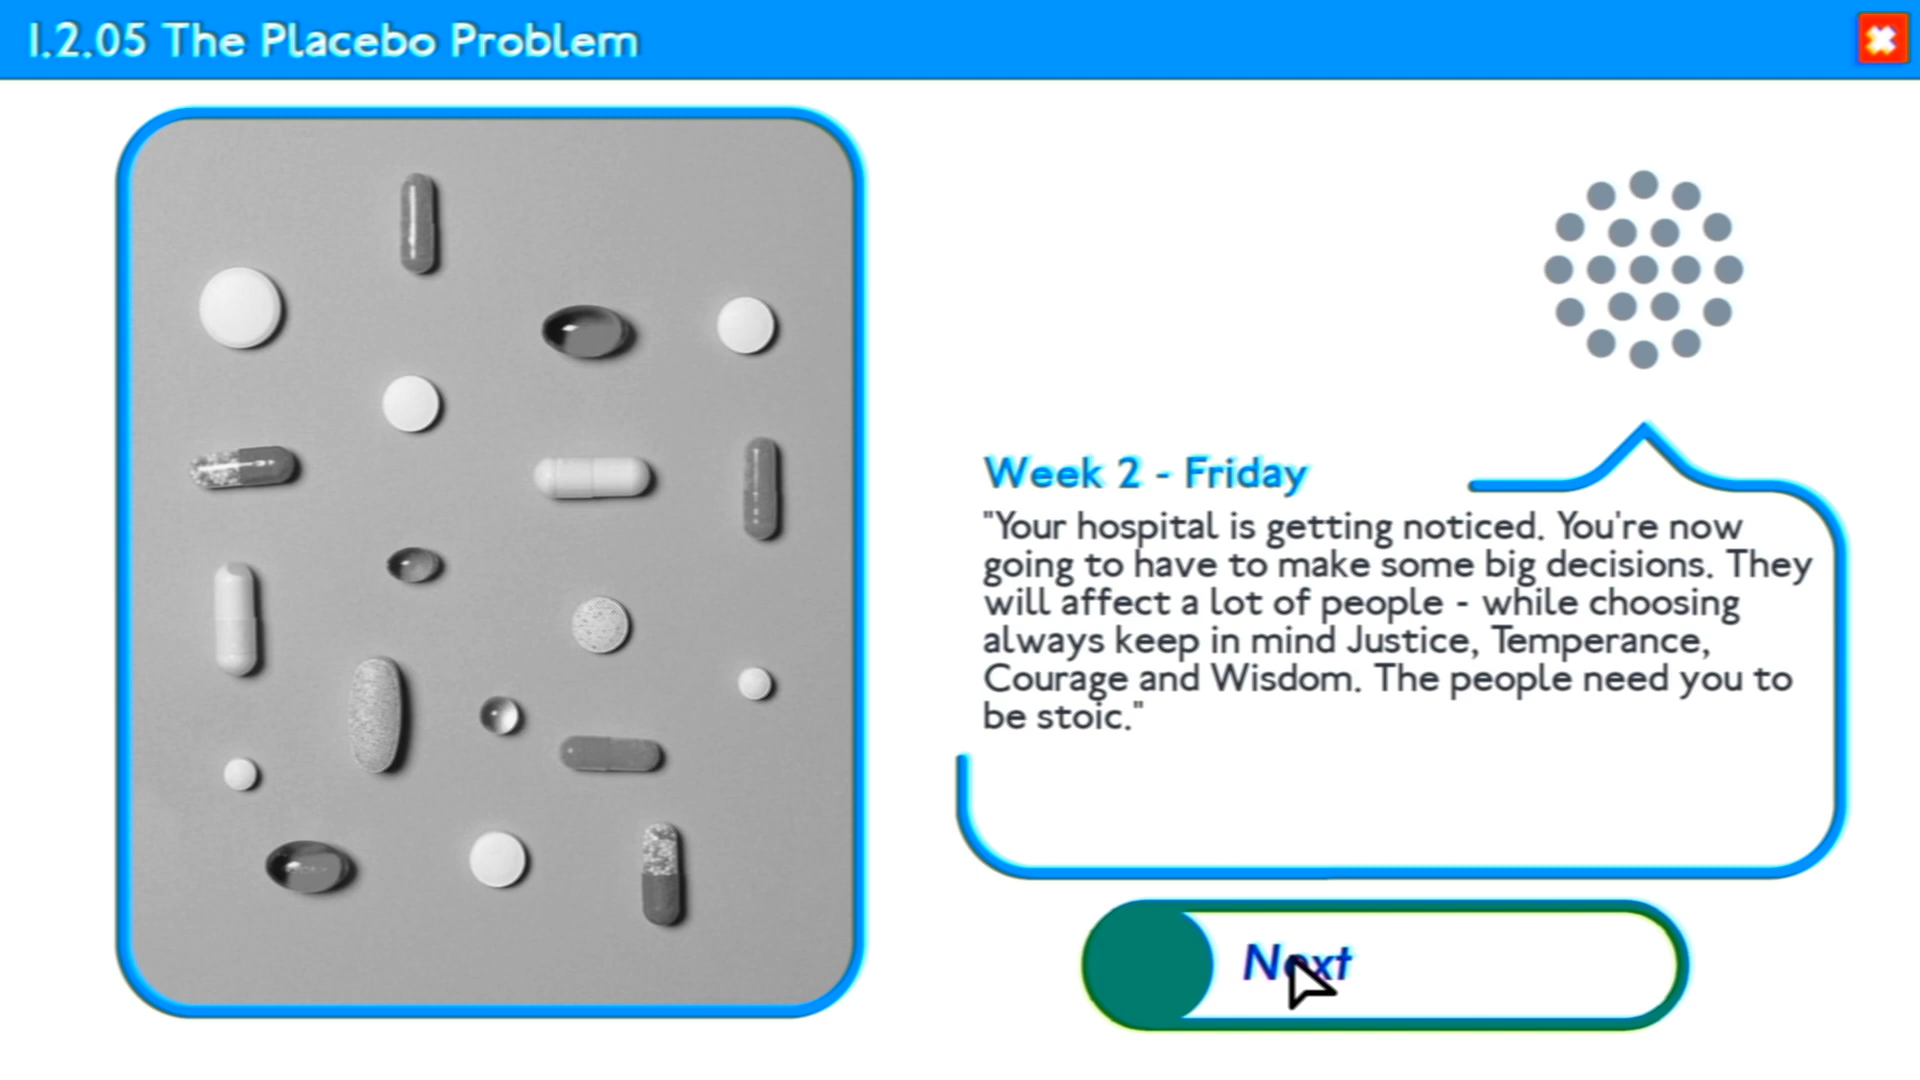 1.2.05 The Placebo Problem
Week 2 - Friday
"Your hospital is getting noticed. You're now
going to have to make some big decisions. They
will affect a lot of people - while choosing
always keep in mind Justice, Temperance,
Courage and Wisdom. The people need you to
be stoic."
Next